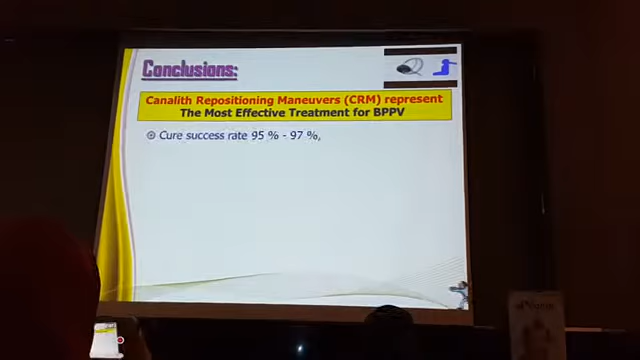 Conclusions:
Canalith Repositioning Maneuvers (CRM) represent
The Most Effective Treatment for BPPV
Cure success rate 95 % - 97 %,